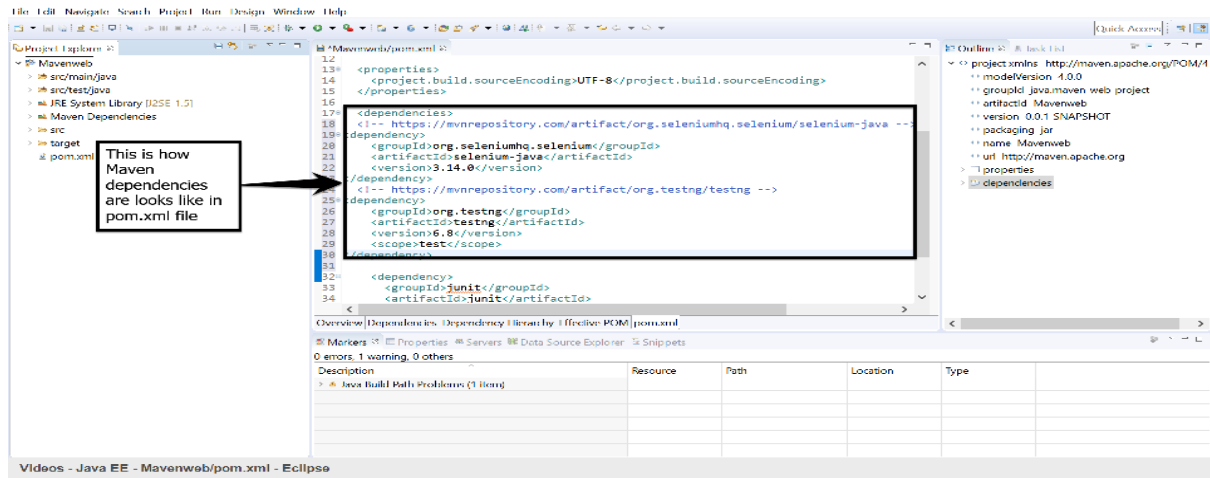 File Edit Navigate Search Project Run Design Window Help
Quick Access
Project Explorer
Mavenweb
src/main/java
src/test/java
JRE System Library [J2SE 1.5]
Maven Dependencies
src
target
pom.xml
This is how
Maven
dependencies
are looks like in
pom.xml file
*Mavenweb/pom.xml
12
13 <properties>
14 <project.build.sourceEncoding>UTF-8</project.build.sourceEncoding>
15 </properties>
16
17 <dependencies>
18 <!-- https://mvnrepository.com/artifact/org.seleniumhq.selenium/selenium-java -->
19 <dependency>
20 <groupId>org.seleniumhq.selenium</groupId>
21 <artifactId>selenium-java</artifactId>
22 <version>3.14.0</version>
23 </dependency>
24 <!-- https://mvnrepository.com/artifact/org.testng/testng -->
25 <dependency>
26 <groupId>org.testng</groupId>
27 <artifactId>testng</artifactId>
28 <version>6.8</version>
29 <scope>test</scope>
30 </dependency>
31
32 <dependency>
33 <groupId>junit</groupId>
34 <artifactId>junit</artifactId>
Overview Dependencies Dependency Hierarchy Effective POM pom.xml
Outline Task List
project xmlns http://maven.apache.org/POM/4
modelVersion 4.0.0
groupId java.maven web project
artifactId Mavenweb
version 0.0.1 SNAPSHOT
packaging jar
name Mavenweb
url http://maven.apache.org
properties
dependencies
Markers Properties Servers Data Source Explorer Snippets
0 errors, 1 warning, 0 others
Description Resource Path Location Type
Java Build Path Problems (1 item)
Videos - Java EE - Mavenweb/pom.xml - Eclipse